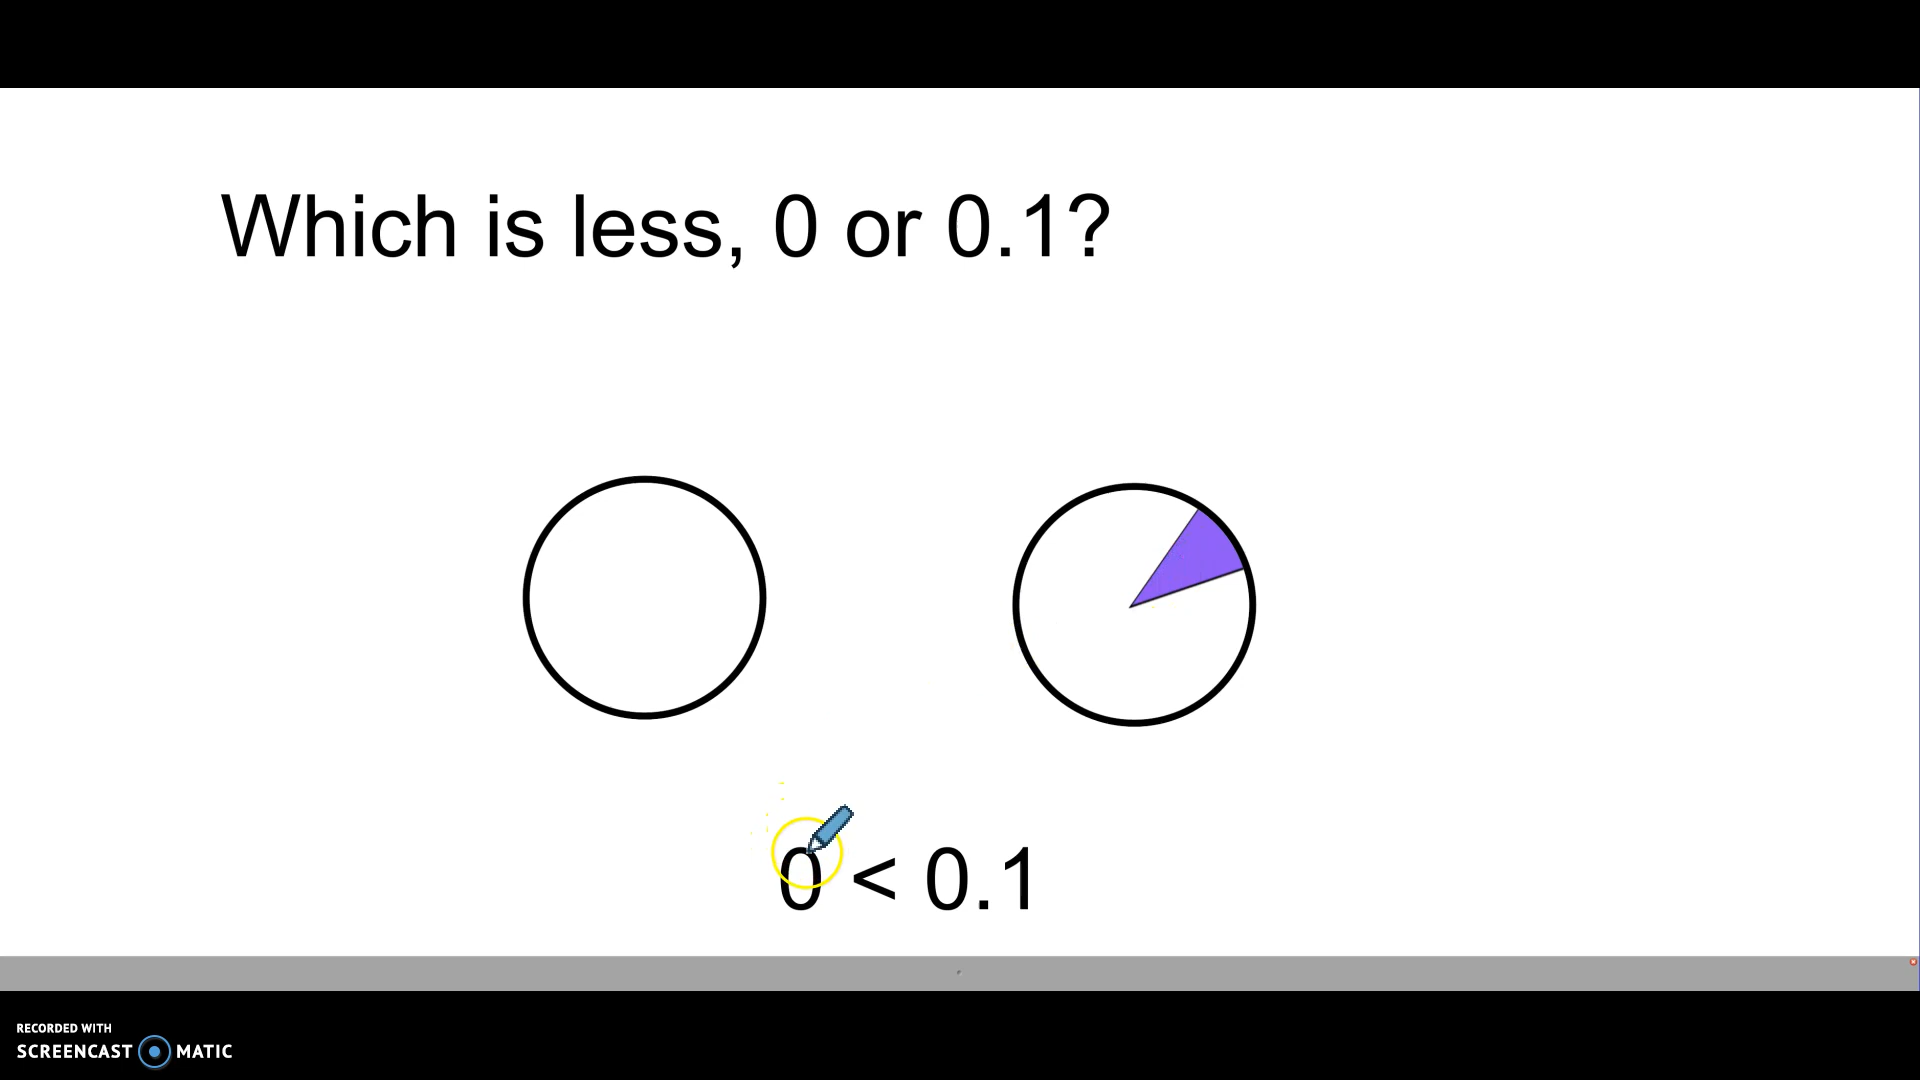 Which is less, 0 or 0.1?
0 < 0.1
RECORDED WITH
SCREENCAST MATIC